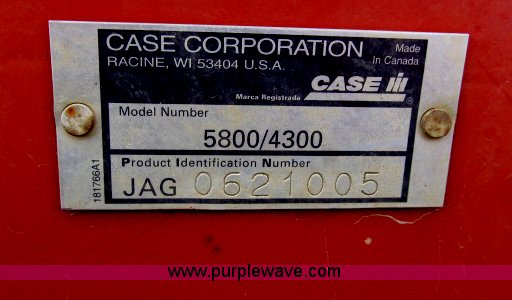 CASE CORPORATION
RACINE, WI 53404 U.S.A.
Made
In Canada
CASE IH
Marca Registrada
®
Model Number
5800/4300
Product Identification Number
JAG 0621005
181766A1
www.purplewave.com